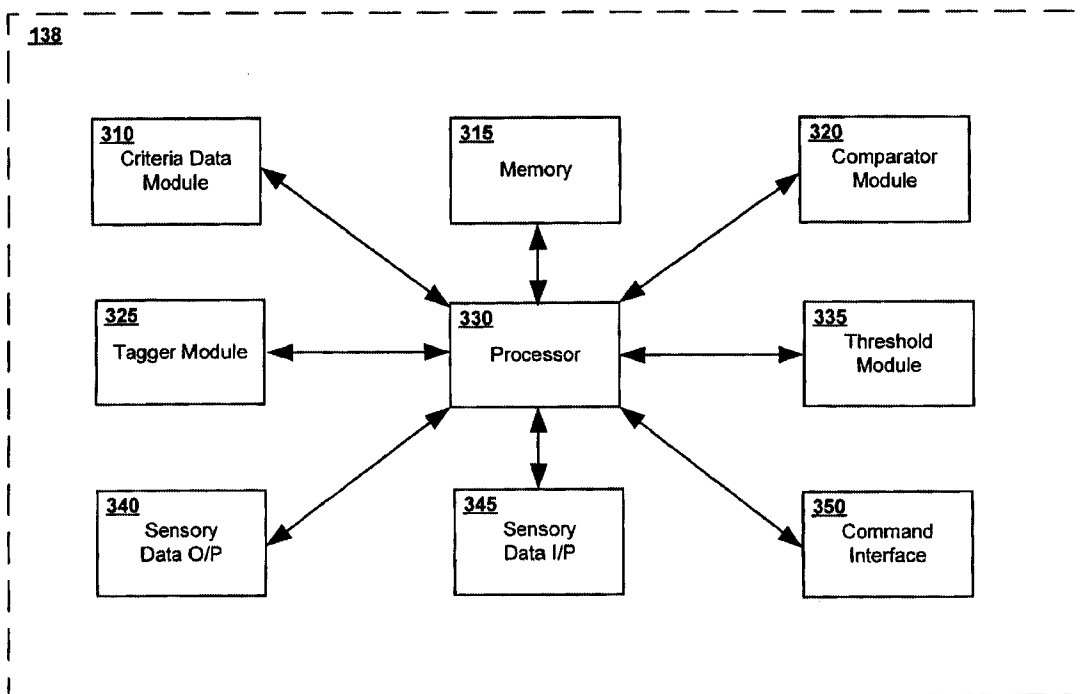 138
310
Criteria Data
Module
315
Memory
320
Comparator
Module
325
Tagger Module
330
Processor
335
Threshold
Module
340
Sensory
Data O/P
345
Sensory
Data I/P
350
Command
Interface